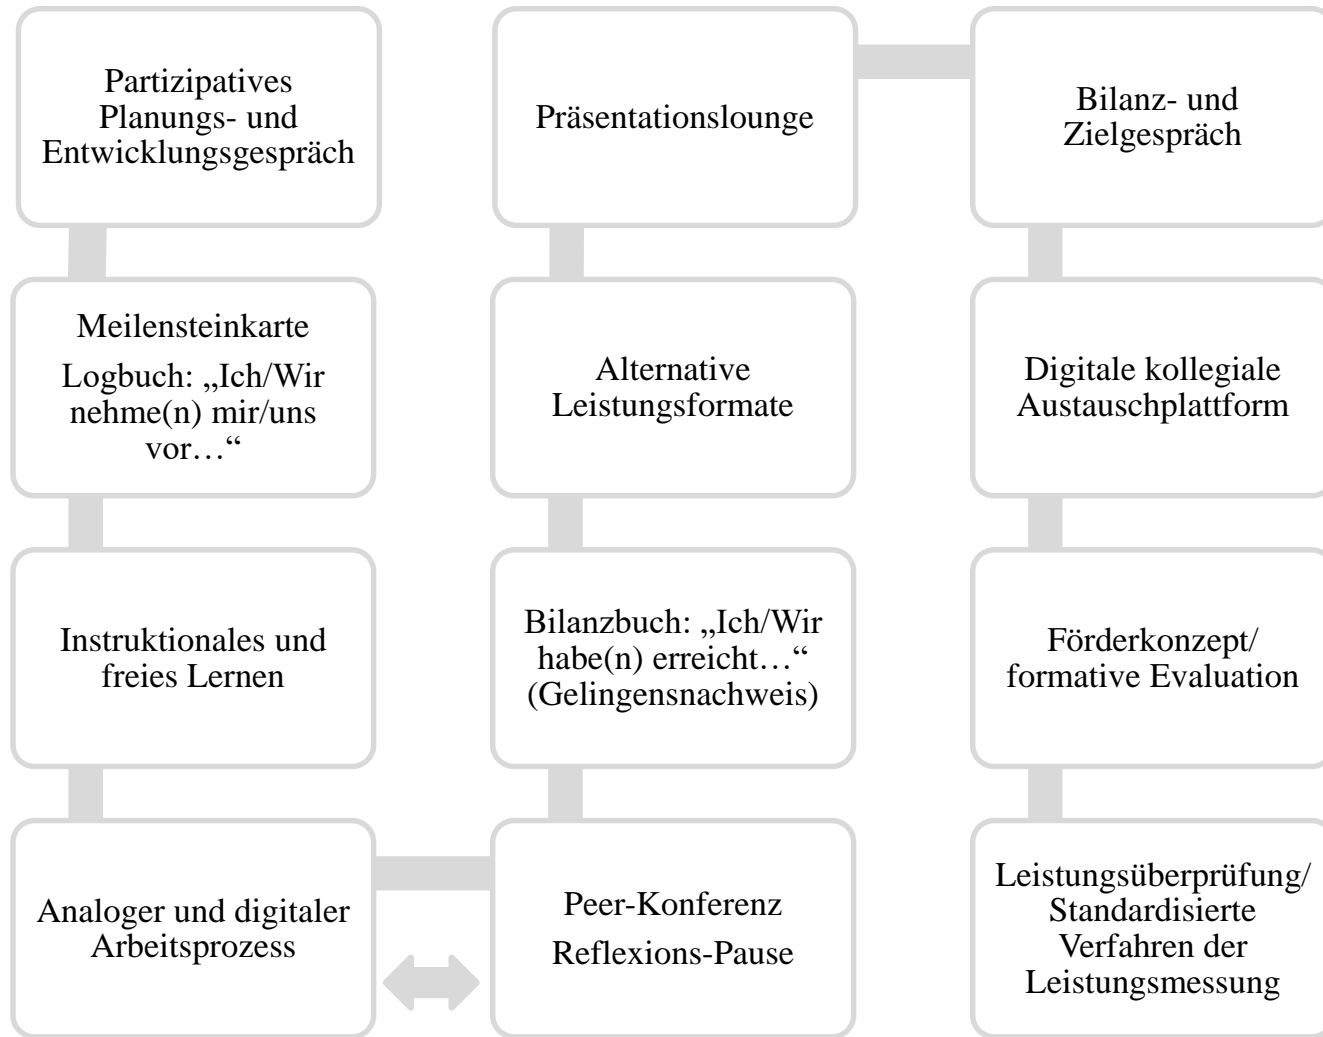 Partizipatives
Planungs- und
Entwicklungsgespräch
Meilensteinkarte
Logbuch: „Ich/Wir
nehme(n) mir/uns
vor…“
Instruktionales und
freies Lernen
Analoger und digitaler
Arbeitsprozess
Peer-Konferenz
Reflexions-Pause
Bilanzbuch: „Ich/Wir
habe(n) erreicht…“
(Gelingensnachweis)
Alternative
Leistungsformate
Präsentationslounge
Bilanz- und
Zielgespräch
Digitale kollegiale
Austauschplattform
Förderkonzept/
formative Evaluation
Leistungsüberprüfung/
Standardisierte
Verfahren der
Leistungsmessung